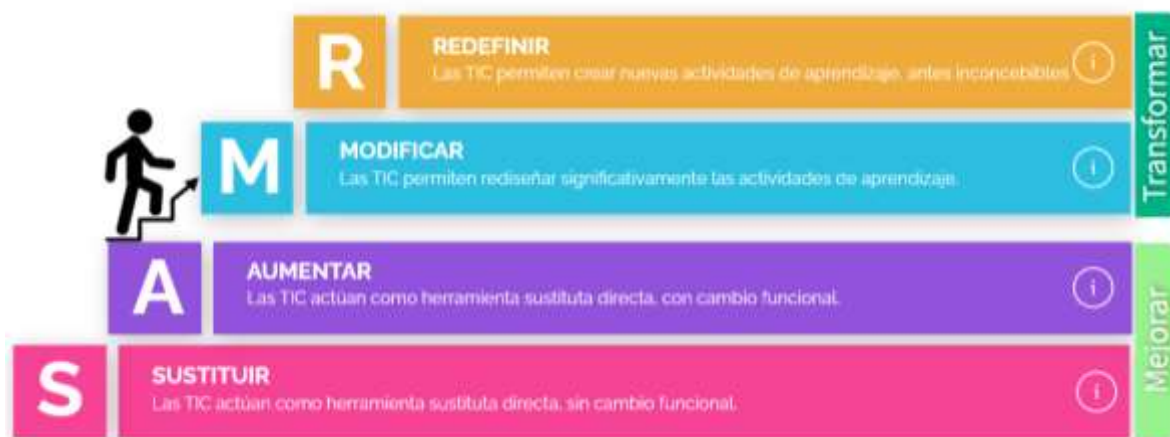 R
REDEFINIR
Las TIC permiten crear nuevas actividades de aprendizaje, antes inconcebibles
i
M
MODIFICAR
Las TIC permiten rediseñar significativamente las actividades de aprendizaje.
i
Transformar
A
AUMENTAR
Las TIC actúan como herramienta sustituta directa, con cambio funcional.
i
S
SUSTITUIR
Las TIC actúan como herramienta sustituta directa, sin cambio funcional.
i
Mejorar